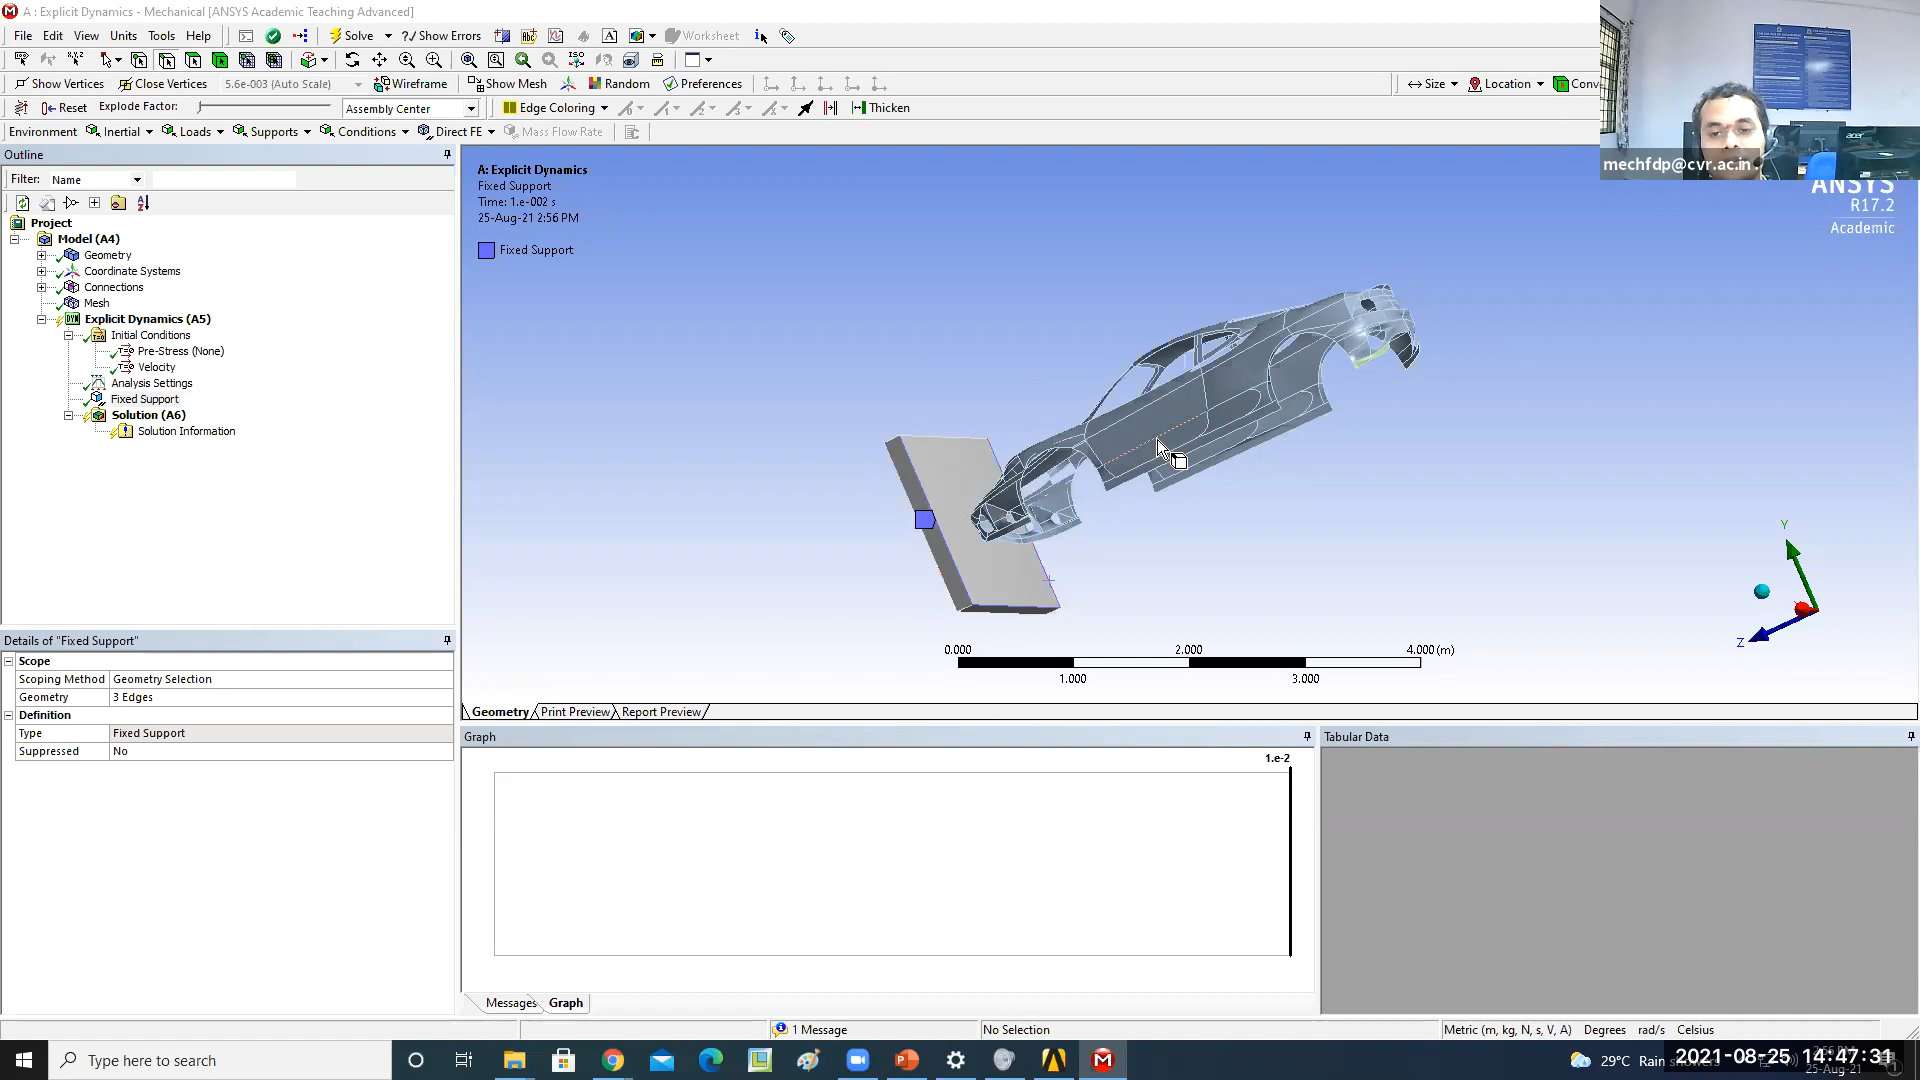 A : Explicit Dynamics - Mechanical [ANSYS Academic Teaching Advanced]
File Edit View Units Tools Help Solve ?/ Show Errors Worksheet
Show Vertices Close Vertices 5.6e-003 (Auto Scale) Wireframe Show Mesh Random Preferences Size Location Conv
Reset Explode Factor: Assembly Center Edge Coloring Thicken
Environment Inertial Loads Supports Conditions Direct FE Mass Flow Rate
Outline
Filter: Name
Project
Model (A4)
Geometry
Coordinate Systems
Connections
Mesh
Explicit Dynamics (A5)
Initial Conditions
Pre-Stress (None)
Velocity
Analysis Settings
Fixed Support
Solution (A6)
Solution Information
Details of "Fixed Support"
Scope
Scoping Method Geometry Selection
Geometry 3 Edges
Definition
Type Fixed Support
Suppressed No
A: Explicit Dynamics
Fixed Support
Time: 1.e-002 s
25-Aug-21 2:56 PM
Fixed Support
acer
mechfdp@cvr.ac.in
ANSYS
R17.2
Academic
Y
Z
0.000 2.000 4.000 (m)
1.000 3.000
Geometry Print Preview Report Preview
Graph
1.e-2
Messages Graph
Tabular Data
1 Message No Selection Metric (m, kg, N, s, V, A) Degrees rad/s Celsius
Type here to search
29°C Rain
2021-08-25 14:47:31
25-Aug-21